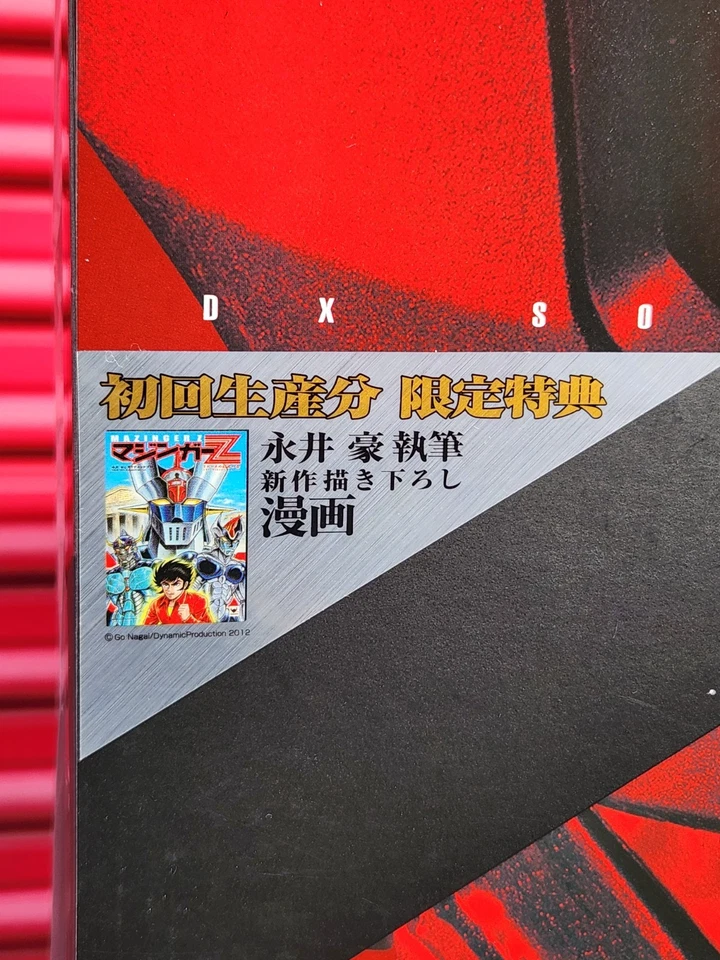 D X SO
初回生産分 限定特典
MAZINGER Z
マジンガーZ
永井 豪 執筆
新作描き下ろし
漫画
© Go Nagai/DynamicProduction 2012